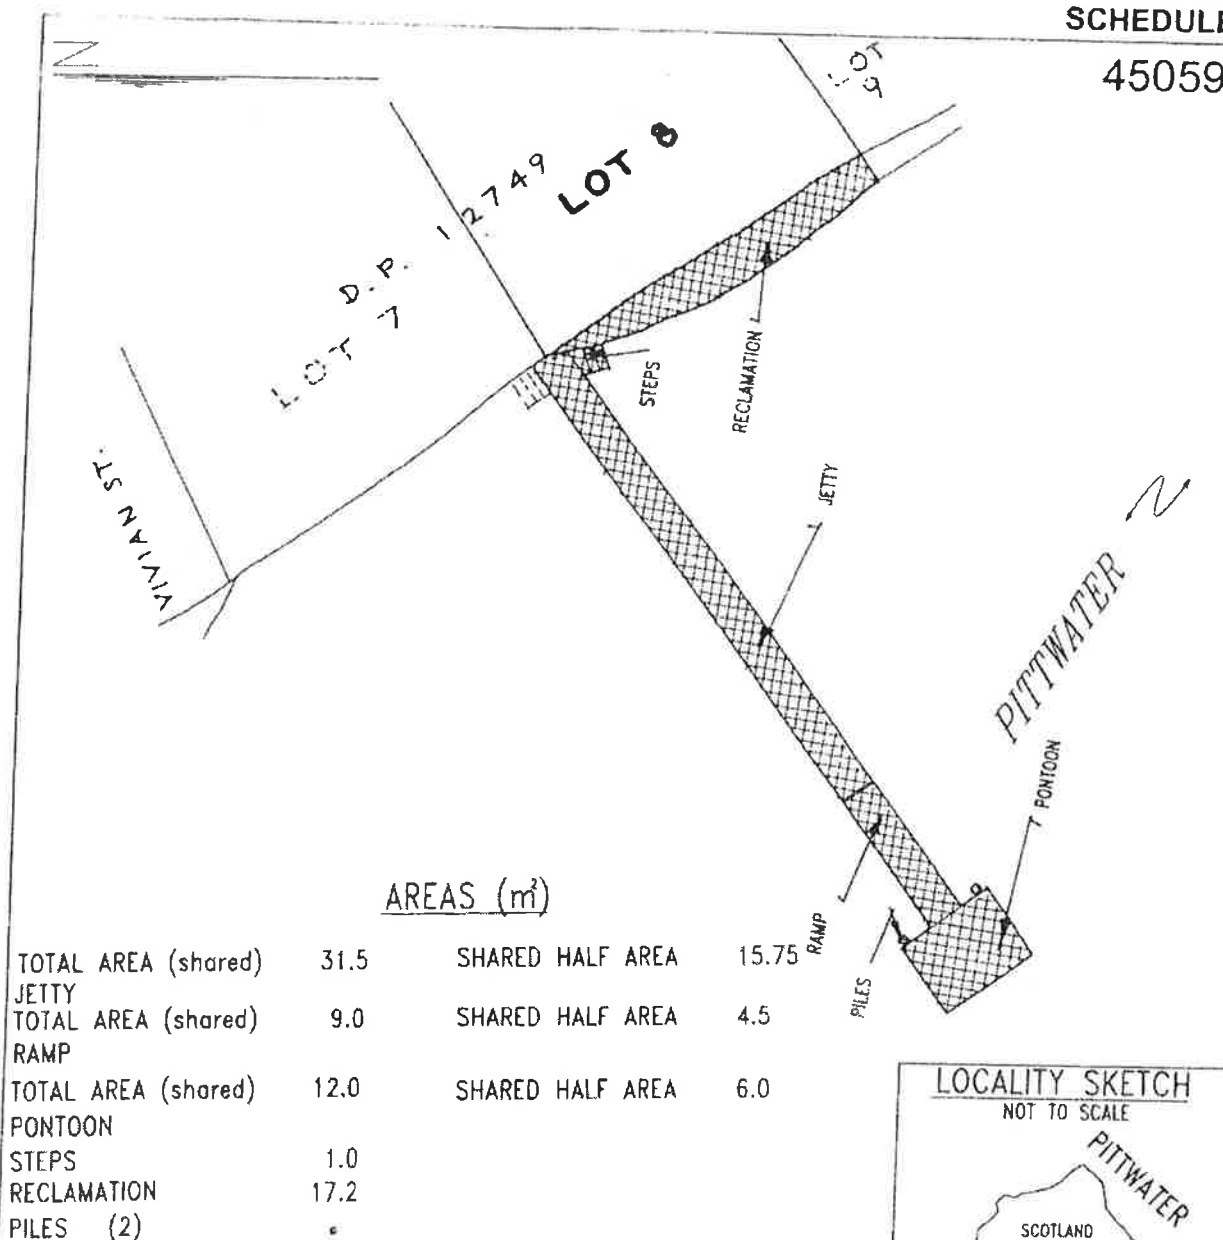 SCHEDULE
45059
N
LOT
9
LOT 8
D.P. 12749
LOT 7
VIVIAN ST.
STEPS
RECLAMATION
JETTY
N
PITTWATER
PONTOON
RAMP
PILES
AREAS (m²)
TOTAL AREA (shared) 31.5 SHARED HALF AREA 15.75
JETTY
TOTAL AREA (shared) 9.0 SHARED HALF AREA 4.5
RAMP
TOTAL AREA (shared) 12.0 SHARED HALF AREA 6.0
PONTOON
STEPS 1.0
RECLAMATION 17.2
PILES (2)
LOCALITY SKETCH
NOT TO SCALE
PITTWATER
SCOTLAND